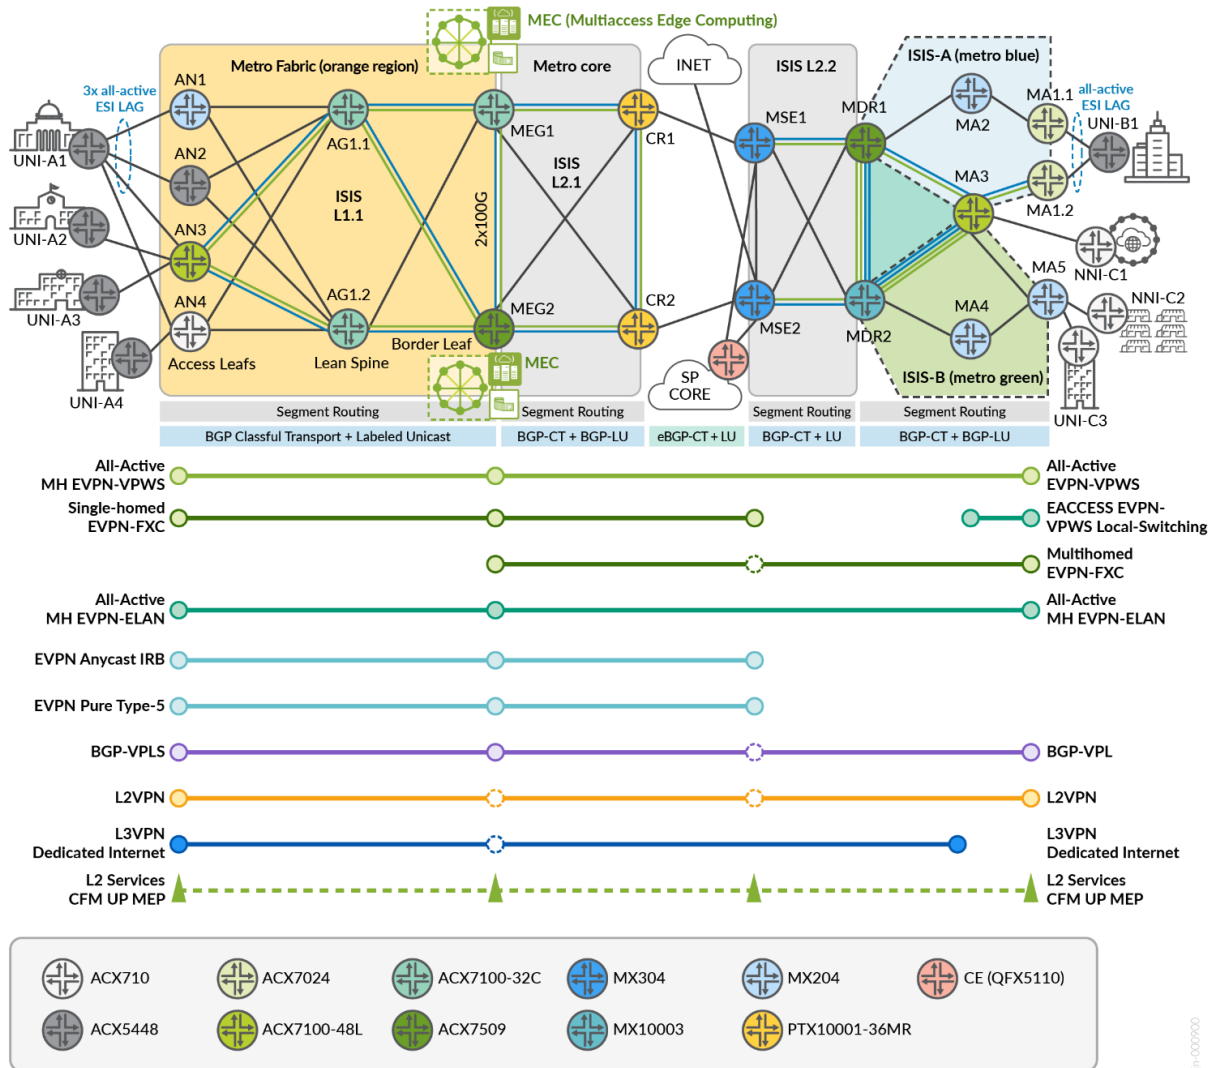 MEC (Multiaccess Edge Computing)
Metro Fabric (orange region)
Metro core
INET
ISIS L2.2
ISIS-A (metro blue)
3x all-active
ESI LAG
AN1
AG1.1
MEG1
CR1
MSE1
MDR1
MA2
MA1.1
all-active
ESI LAG
UNI-B1
UNI-A1
AN2
ISIS
L1.1
ISIS
L2.1
2x100G
MA3
MA1.2
UNI-A2
AN3
NNI-C1
UNI-A3
AN4
AG1.2
MEG2
CR2
MSE2
MDR2
MA4
MA5
NNI-C2
UNI-A4
Access Leafs
Lean Spine
Border Leaf
MEC
SP
CORE
ISIS-B (metro green)
UNI-C3
Segment Routing
Segment Routing
Segment Routing
Segment Routing
BGP Classful Transport + Labeled Unicast
BGP-CT + BGP-LU
eBGP-CT + LU
BGP-CT + LU
BGP-CT + BGP-LU
All-Active
MH EVPN-VPWS
All-Active
EVPN-VPWS
Single-homed
EVPN-FXC
EACCESS EVPN-
VPWS Local-Switching
Multihomed
EVPN-FXC
All-Active
MH EVPN-ELAN
All-Active
MH EVPN-ELAN
EVPN Anycast IRB
EVPN Pure Type-5
BGP-VPLS
BGP-VPL
L2VPN
L2VPN
L3VPN
Dedicated Internet
L3VPN
Dedicated Internet
L2 Services
CFM UP MEP
L2 Services
CFM UP MEP
ACX710
ACX7024
ACX7100-32C
MX304
MX204
CE (QFX5110)
ACX5448
ACX7100-48L
ACX7509
MX10003
PTX10001-36MR